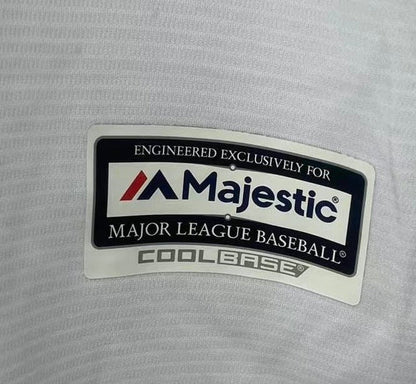 ENGINEERED EXCLUSIVELY FOR
Majestic®
MAJOR LEAGUE BASEBALL®
COOLBASE®